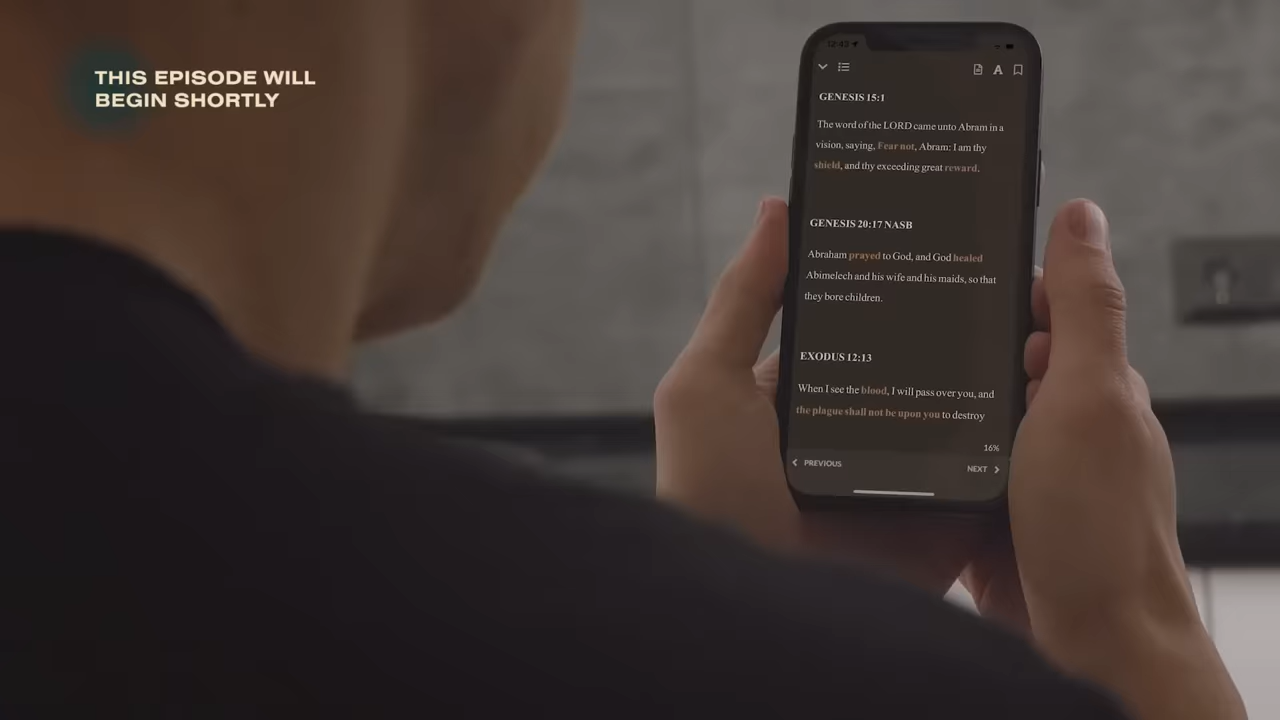 THIS EPISODE WILL
BEGIN SHORTLY
12:43
GENESIS 15:1
The word of the LORD came unto Abram in a
vision, saying, Fear not, Abram: I am thy
shield, and thy exceeding great reward.
GENESIS 20:17 NASB
Abraham prayed to God, and God healed
Abimelech and his wife and his maids, so that
they bore children.
EXODUS 12:13
When I see the blood, I will pass over you, and
the plague shall not be upon you to destroy
16%
PREVIOUS
NEXT